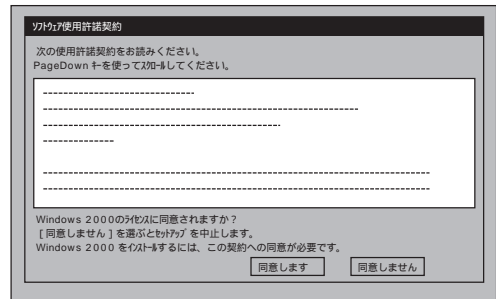 ｿﾌﾄｳｪｱ使用許諾契約
次の使用許諾契約をお読みください。
PageDown ｷｰを使ってｽｸﾛｰﾙしてください。
Windows 2000のﾗｲｾﾝｽに同意されますか？
[ 同意しません ] を選ぶとｾｯﾄｱｯﾌﾟを中止します。
Windows 2000 をｲﾝｽﾄｰﾙするには、この契約への同意が必要です。
同意します 同意しません